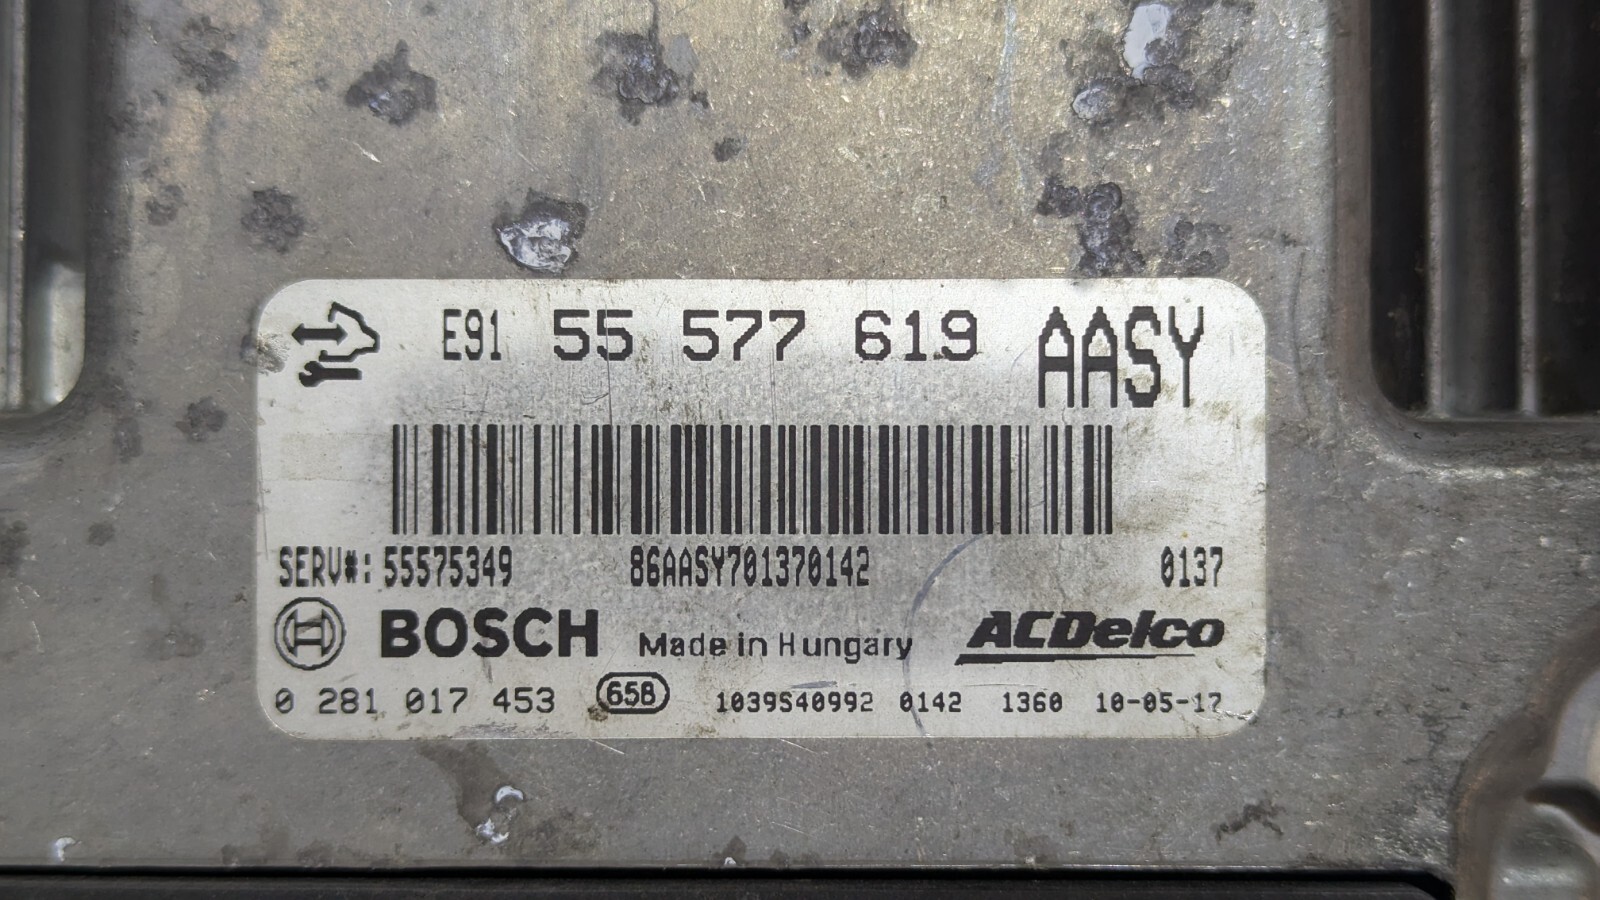 E91 55 577 619 AASY
SERV#: 55575349 86AASY701370142 0137
BOSCH Made in Hungary ACDelco
0 281 017 453 65B 1039S40992 0142 1360 10-05-17